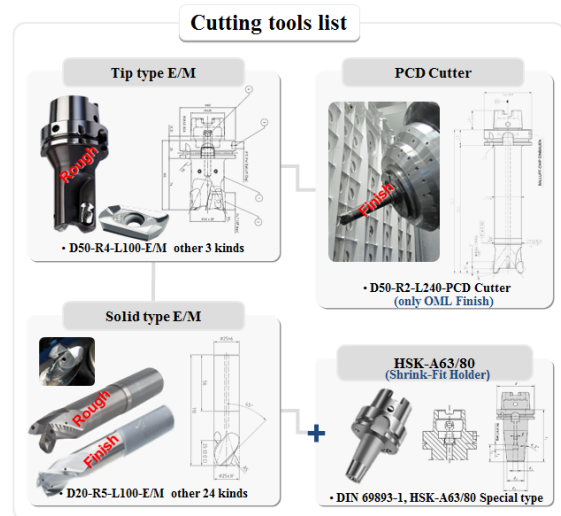 Cutting tools list
Tip type E/M
PCD Cutter
Rough
Finish
• D50-R4-L100-E/M other 3 kinds
• D50-R2-L240-PCD Cutter
(only OML Finish)
Solid type E/M
HSK-A63/80
(Shrink-Fit Holder)
Rough
Finish
+
• D20-R5-L100-E/M other 24 kinds
• DIN 69893-1, HSK-A63/80 Special type